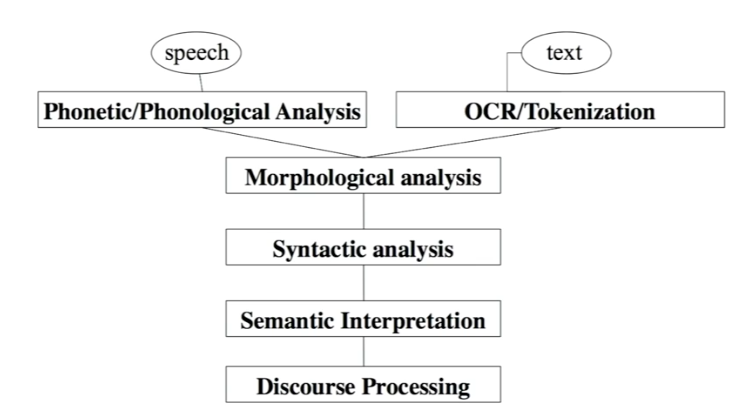 speech
text
Phonetic/Phonological Analysis
OCR/Tokenization
Morphological analysis
Syntactic analysis
Semantic Interpretation
Discourse Processing